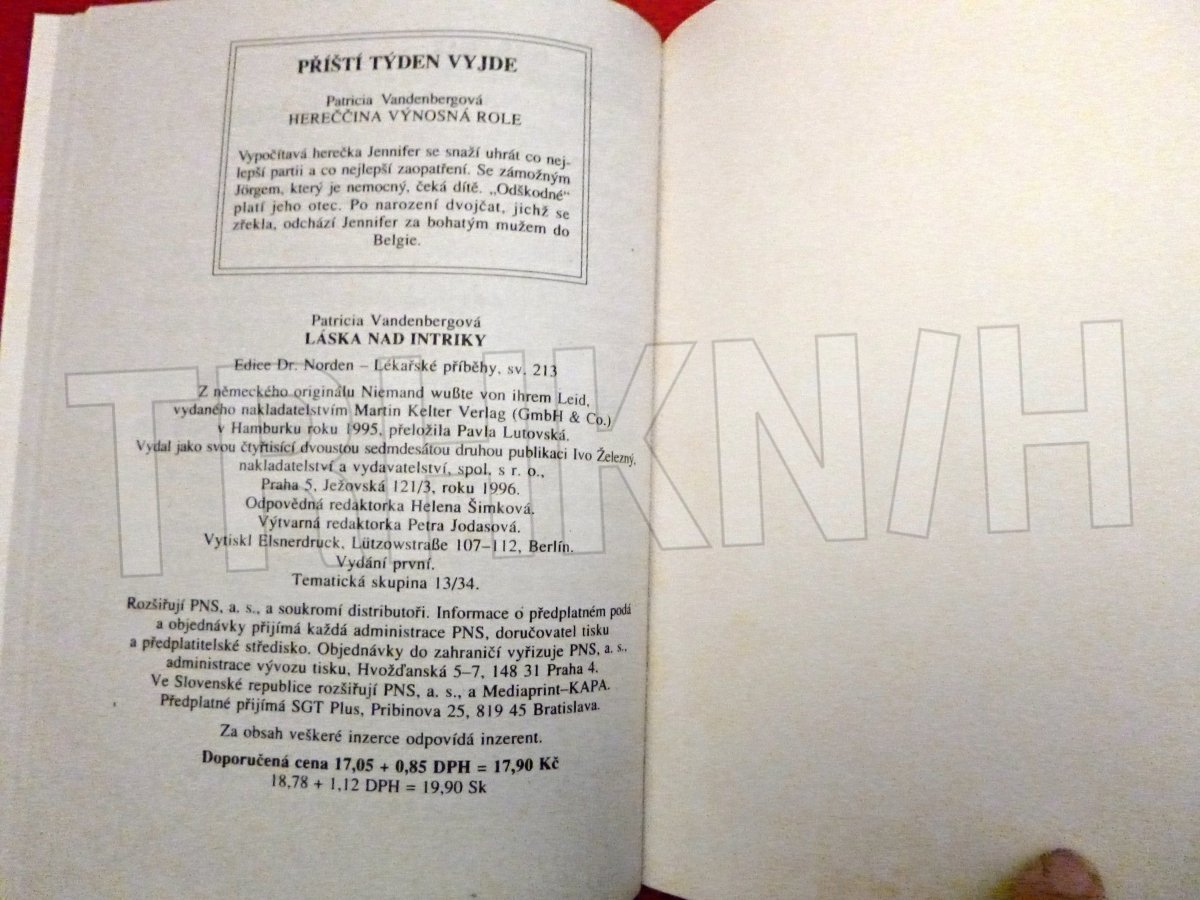 PŘÍŠTÍ TÝDEN VYJDE
Patricia Vandenbergová
HEREČČINA VÝNOSNÁ ROLE
Vypočítavá herečka Jennifer se snaží uhrát co nej-
lepší partii a co nejlepší zaopatření. Se zámožným
Jörgem, který je nemocný, čeká dítě. „Odškodné“
platí jeho otec. Po narození dvojčat, jichž se
zřekla, odchází Jennifer za bohatým mužem do
Belgie.
Patricia Vandenbergová
LÁSKA NAD INTRIKY
Edice Dr. Norden – Lékařské příběhy, sv. 213
Z německého originálu Niemand wußte von ihrem Leid,
vydaného nakladatelstvím Martin Kelter Verlag (GmbH & Co.)
v Hamburku roku 1995, přeložila Pavla Lutovská.
Vydal jako svou čtyřtisící dvoustou sedmdesátou druhou publikaci Ivo Železný,
nakladatelství a vydavatelství, spol, s r. o.,
Praha 5, Ježovská 121/3, roku 1996.
Odpovědná redaktorka Helena Šimková.
Výtvarná redaktorka Petra Jodasová.
Vytiskl Elsnerdruck, Lützowstraße 107–112, Berlín.
Vydání první.
Tematická skupina 13/34.
Rozšiřují PNS, a. s., a soukromí distributoři. Informace o předplatném podá
a objednávky přijímá každá administrace PNS, doručovatel tisku
a předplatitelské středisko. Objednávky do zahraničí vyřizuje PNS, a. s.,
administrace vývozu tisku, Hvožďanská 5–7, 148 31 Praha 4.
Ve Slovenské republice rozšiřují PNS, a. s., a Mediaprint–KAPA.
Předplatné přijímá SGT Plus, Pribinova 25, 819 45 Bratislava.
Za obsah veškeré inzerce odpovídá inzerent.
Doporučená cena 17,05 + 0,85 DPH = 17,90 Kč
18,78 + 1,12 DPH = 19,90 Sk
TRHKN/H